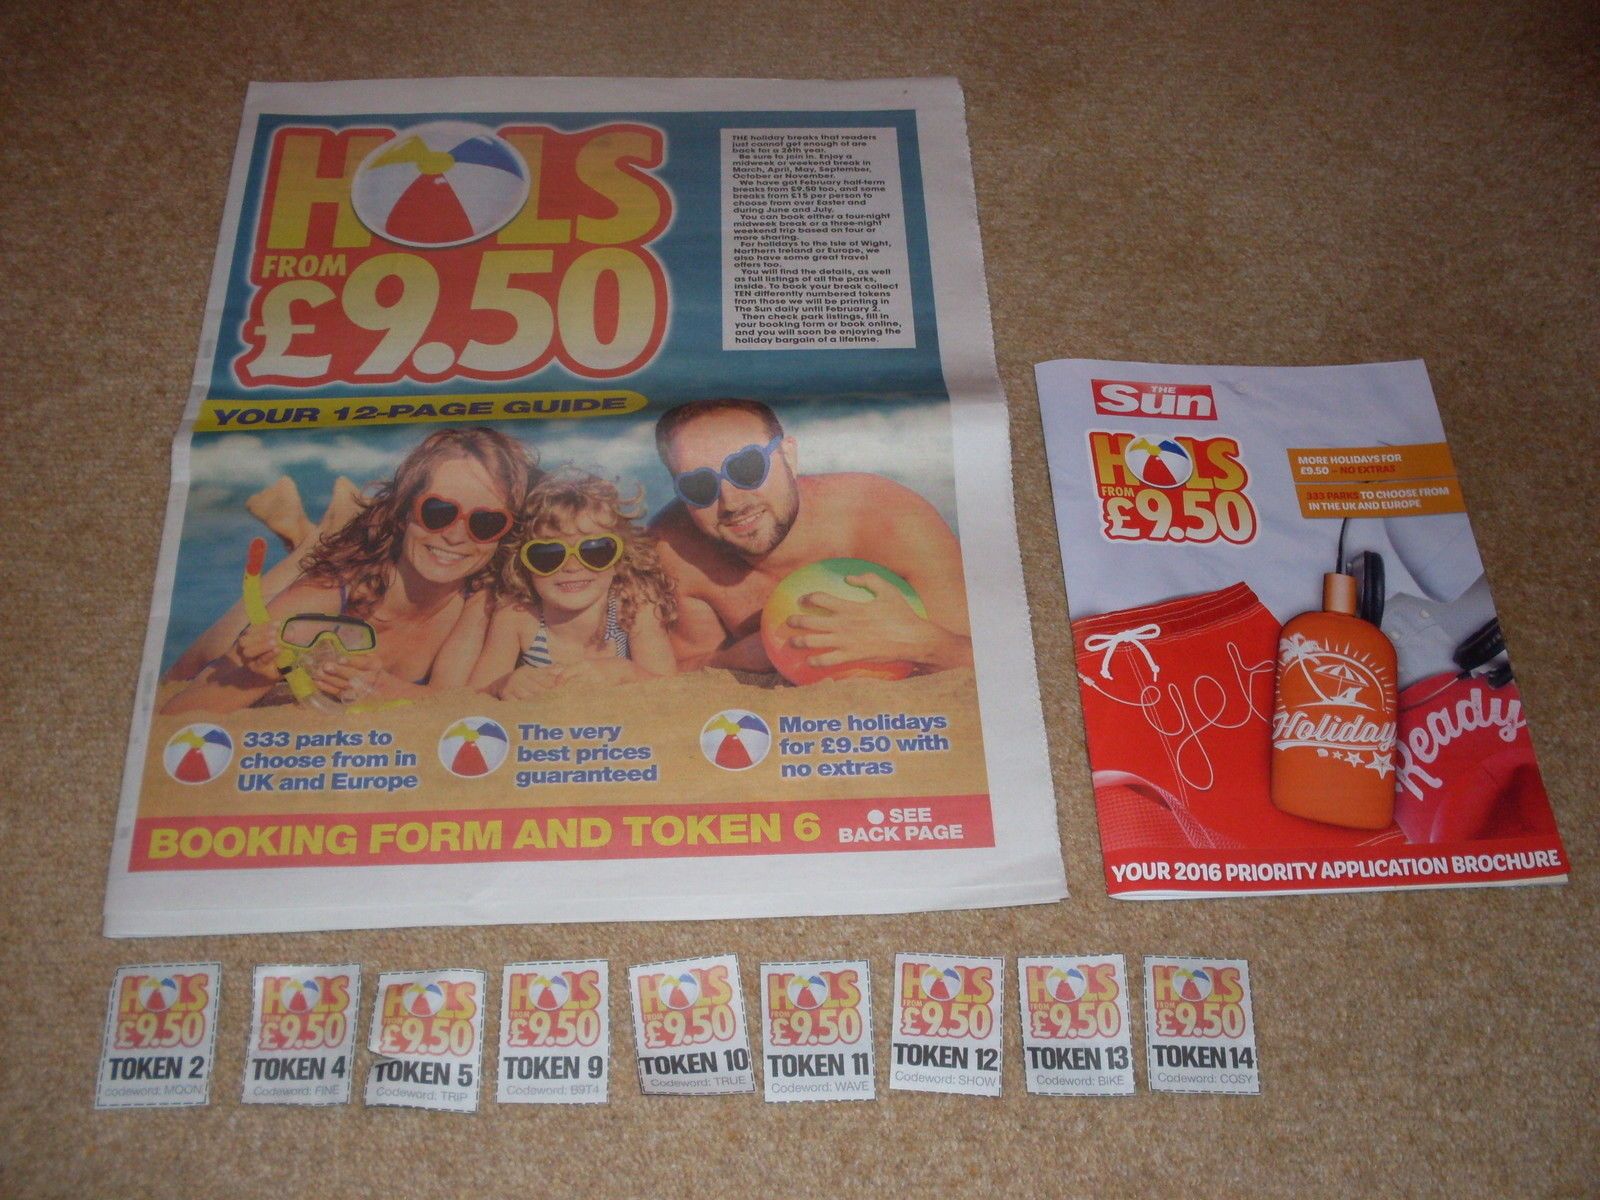 HOLS
FROM
£9.50
THE holiday breaks that readers
just cannot get enough of are
back for a 26th year.
Be sure to join in. Enjoy a
midweek or weekend break in
March, April, May, September,
October or November.
We have got February half-term
breaks from £9.50 too, and some
breaks from £15 per person to
choose from over Easter and
during June and July.
You can book either a four-night
midweek break or a three-night
weekend trip based on four or
more sharing.
For holidays to the Isle of Wight,
Northern Ireland or Europe, we
also have some great travel
offers too.
You will find the details, as well
as full listings of all the parks,
inside. To book your break collect
TEN differently numbered tokens
from those we will be printing in
The Sun daily until February 2.
Then check park listings, fill in
your booking form or book online,
and you will soon be enjoying the
holiday bargain of a lifetime.
YOUR 12-PAGE GUIDE
333 parks to
choose from in
UK and Europe
The very
best prices
guaranteed
More holidays
for £9.50 with
no extras
BOOKING FORM AND TOKEN 6
● SEE
BACK PAGE
THE
Sun
HOLS
FROM
£9.50
MORE HOLIDAYS FOR
£9.50 – NO EXTRAS
333 PARKS TO CHOOSE FROM
IN THE UK AND EUROPE
get
Holiday
Ready
YOUR 2016 PRIORITY APPLICATION BROCHURE
HOLS
FROM
£9.50
TOKEN 2
Codeword: MOON
HOLS
FROM
£9.50
TOKEN 4
Codeword: FINE
HOLS
FROM
£9.50
TOKEN 5
Codeword: TRIP
HOLS
FROM
£9.50
TOKEN 9
Codeword: B9T4
HOLS
FROM
£9.50
TOKEN 10
Codeword: TRUE
HOLS
FROM
£9.50
TOKEN 11
Codeword: WAVE
HOLS
FROM
£9.50
TOKEN 12
Codeword: SHOW
HOLS
FROM
£9.50
TOKEN 13
Codeword: BIKE
HOLS
FROM
£9.50
TOKEN 14
Codeword: COSY